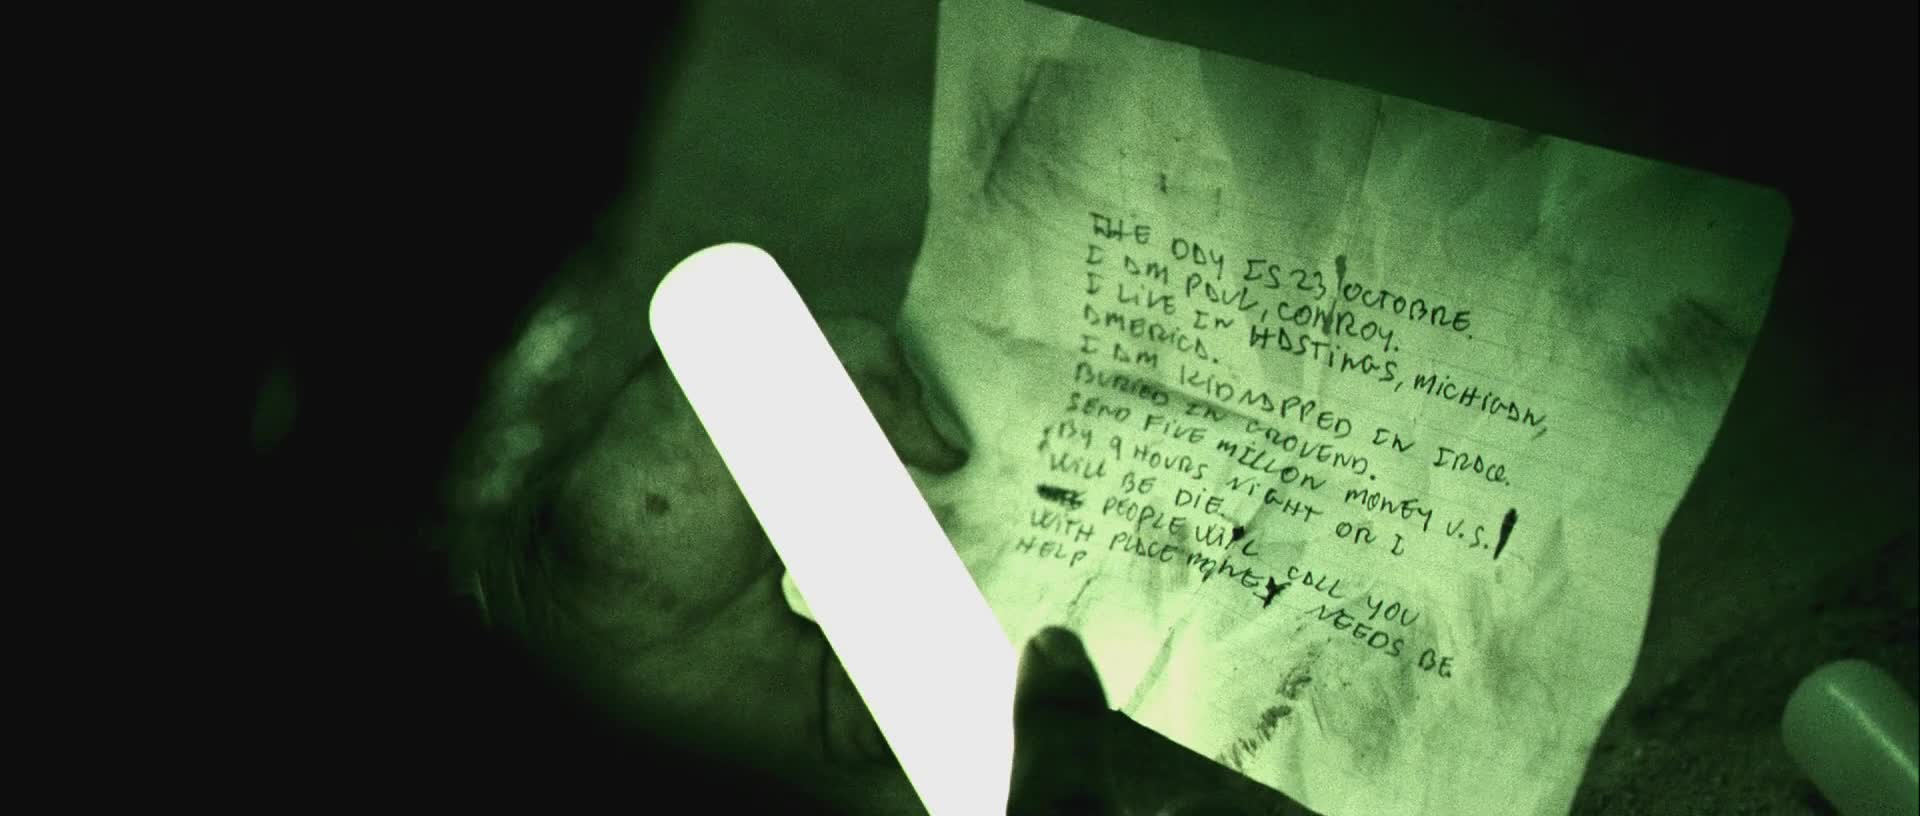 THE DAY IS 23, OCTOBRE.
I AM PAUL, CONROY.
I LIVE IN HASTINGS, MICHIGAN,
AMERICA.
I AM KIDNAPPED IN IRAQ.
BURIED IN GROVEND.
SEND FIVE MILLON MONEY U.S.
BY 9 HOURS NIGHT OR I
WILL BE DIE.
PEOPLE WILL CALL YOU
WITH PLACE MONEY NEEDS BE
HELP